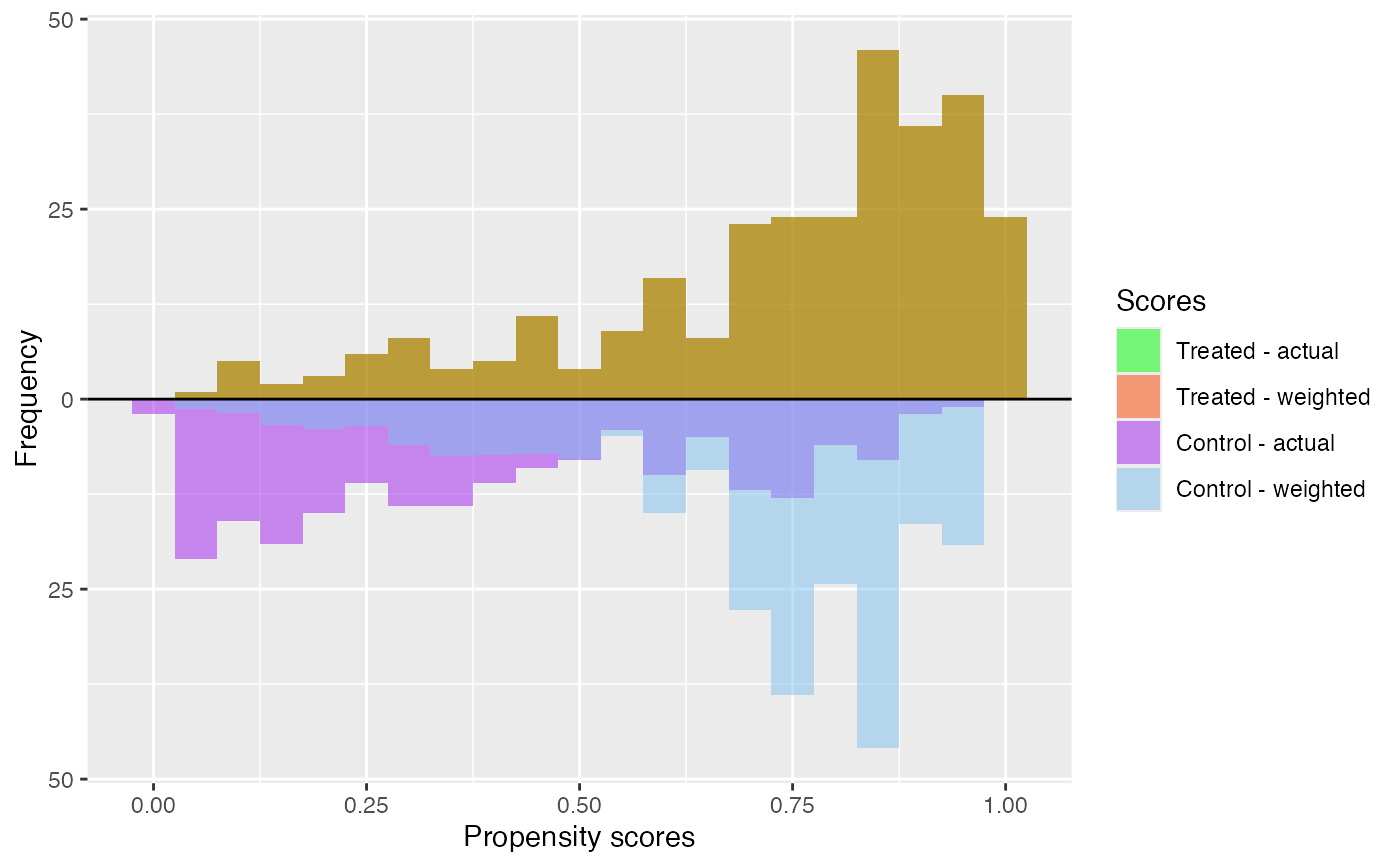 50
25
0
25
50
Frequency
0.00 0.25 0.50 0.75 1.00
Propensity scores
Scores
Treated - actual
Treated - weighted
Control - actual
Control - weighted